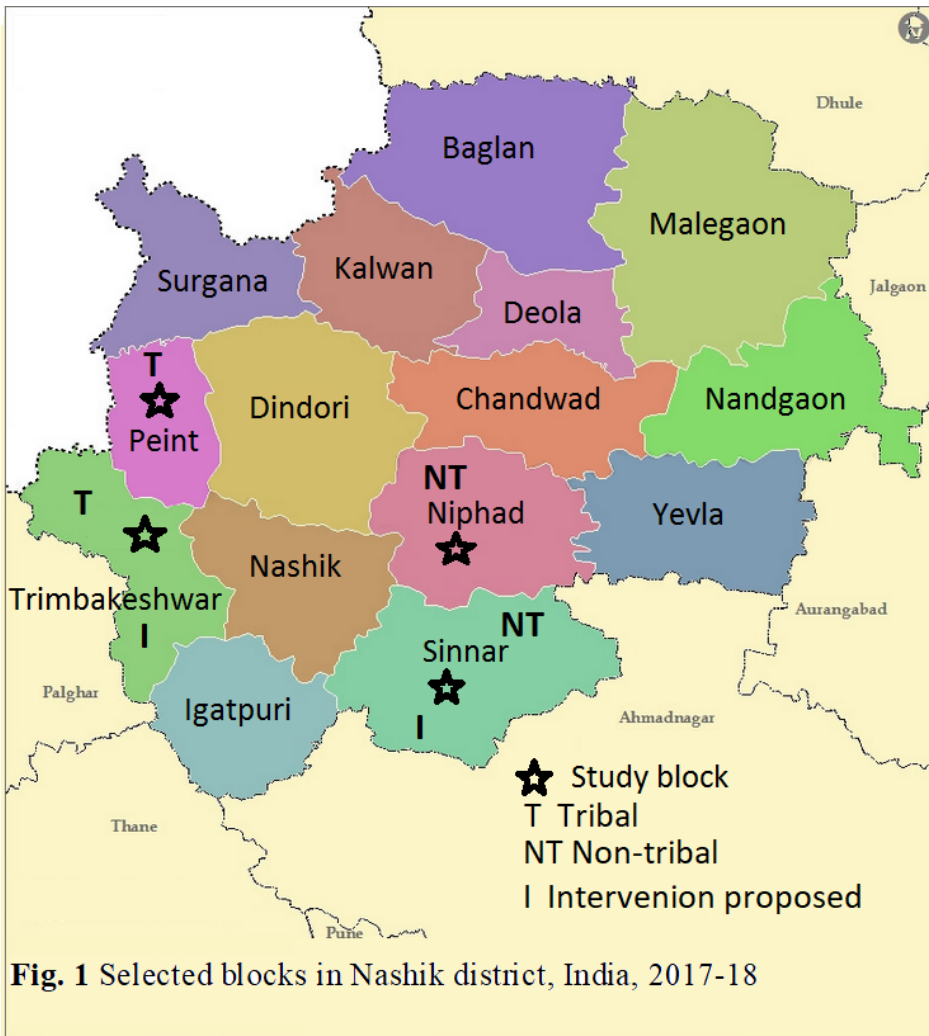 Dhule
Baglan
Malegaon
Surgana
Kalwan
Jalgaon
Deola
T
Peint
Dindori
Chandwad
Nandgaon
T
NT
Niphad
Yevla
Nashik
Trimbakeshwar
I
Aurangabad
NT
Sinnar
I
Palghar
Igatpuri
Ahmadnagar
Study block
Thane
T Tribal
NT Non-tribal
I Intervenion proposed
Pune
Fig. 1 Selected blocks in Nashik district, India, 2017-18